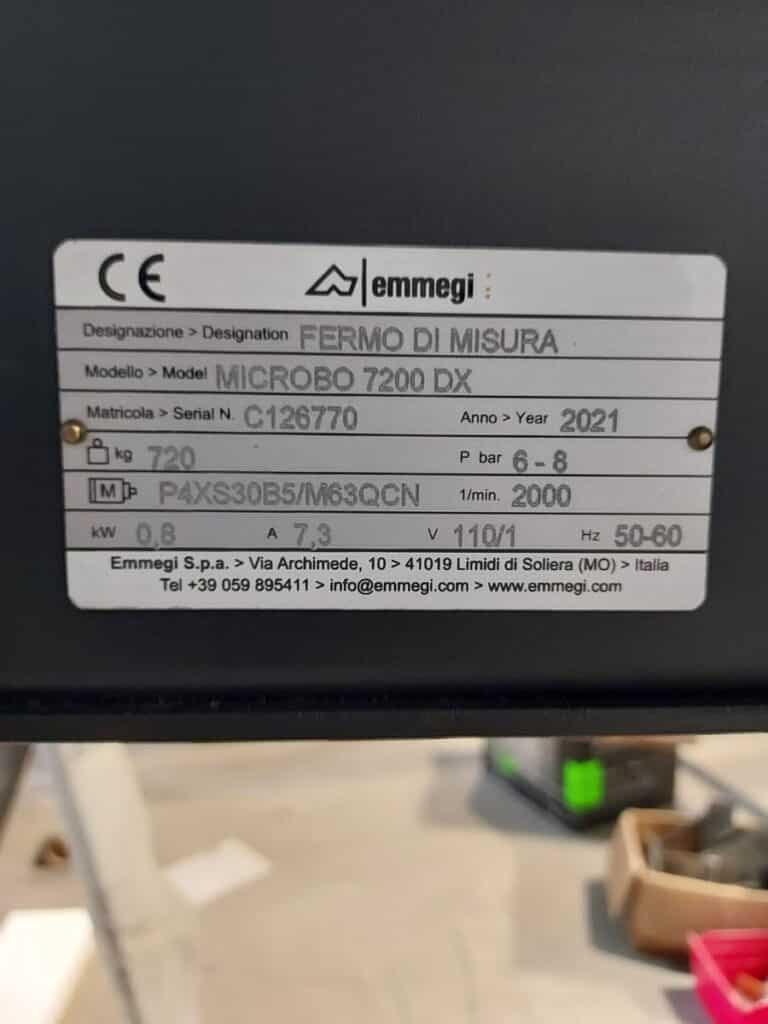 CE emmegi
Designazione > Designation FERMO DI MISURA
Modello > Model MICROBO 7200 DX
Matricola > Serial N. C126770 Anno > Year 2021
kg 720 P bar 6 - 8
M P4XS30B5/M63QCN 1/min. 2000
kW 0,8 A 7,3 V 110/1 Hz 50-60
Emmegi S.p.a. > Via Archimede, 10 > 41019 Limidi di Soliera (MO) > Italia
Tel +39 059 895411 > info@emmegi.com > www.emmegi.com